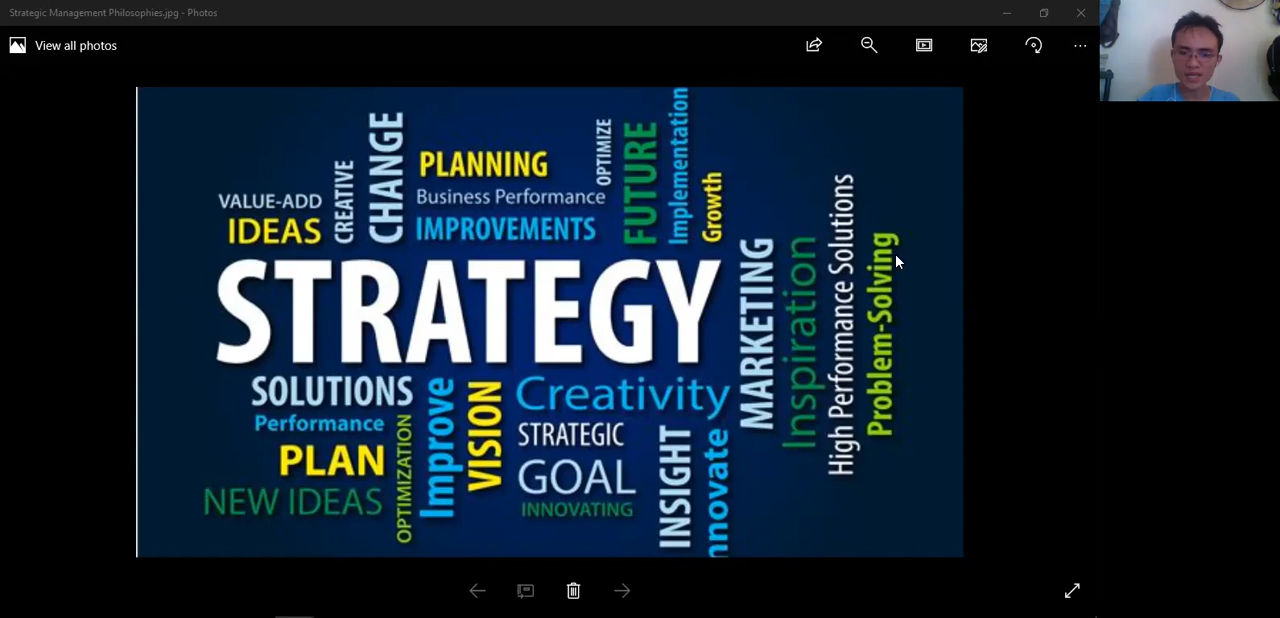 Strategic Management Philosophies.jpg - Photos
View all photos
VALUE-ADD
IDEAS
CREATIVE
CHANGE
PLANNING
Business Performance
IMPROVEMENTS
OPTIMIZE
FUTURE
Implementation
Growth
STRATEGY
MARKETING
Inspiration
High Performance Solutions
Problem-Solving
SOLUTIONS
Performance
PLAN
NEW IDEAS
OPTIMIZATION
Improve
VISION
Creativity
STRATEGIC
GOAL
INNOVATING
INSIGHT
nnovate